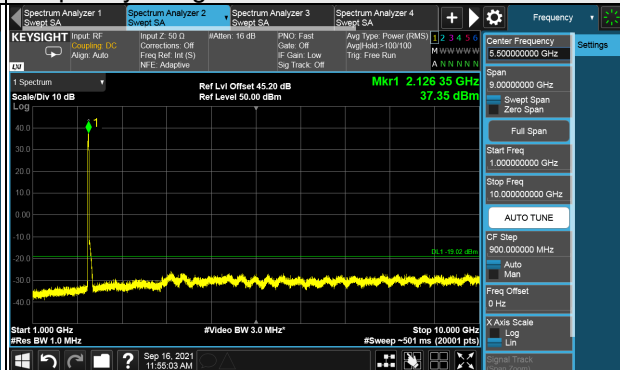 Spectrum Analyzer 1
Swept SA
Spectrum Analyzer 2
Swept SA
Spectrum Analyzer 3
Swept SA
Spectrum Analyzer 4
Swept SA
+
Frequency
KEYSIGHT
Input: RF
Coupling: DC
Align: Auto
Input Z: 50 Ω
Corrections: Off
Freq Ref: Int (S)
NFE: Adaptive
#Atten: 16 dB
PNO: Fast
Gate: Off
IF Gain: Low
Sig Track: Off
Avg Type: Power (RMS)
Avg|Hold:>100/100
Trig: Free Run
1 2 3 4 5 6
M W W W W W
A N N N N N
LXI
1 Spectrum
Scale/Div 10 dB
Log
Ref Lvl Offset 45.20 dB
Ref Level 50.00 dBm
Mkr1 2.126 35 GHz
37.35 dBm
1
40.0
30.0
20.0
10.0
0.00
-10.0
-20.0
-30.0
-40.0
DL1 -19.02 dBm
Start 1.000 GHz
#Res BW 1.0 MHz
#Video BW 3.0 MHz*
Stop 10.000 GHz
#Sweep ~501 ms (20001 pts)
Center Frequency
5.500000000 GHz
Settings
Span
9.00000000 GHz
Swept Span
Zero Span
Full Span
Start Freq
1.000000000 GHz
Stop Freq
10.000000000 GHz
AUTO TUNE
CF Step
900.000000 MHz
Auto
Man
Freq Offset
0 Hz
X Axis Scale
Log
Lin
Signal Track
?
Sep 16, 2021
11:55:03 AM